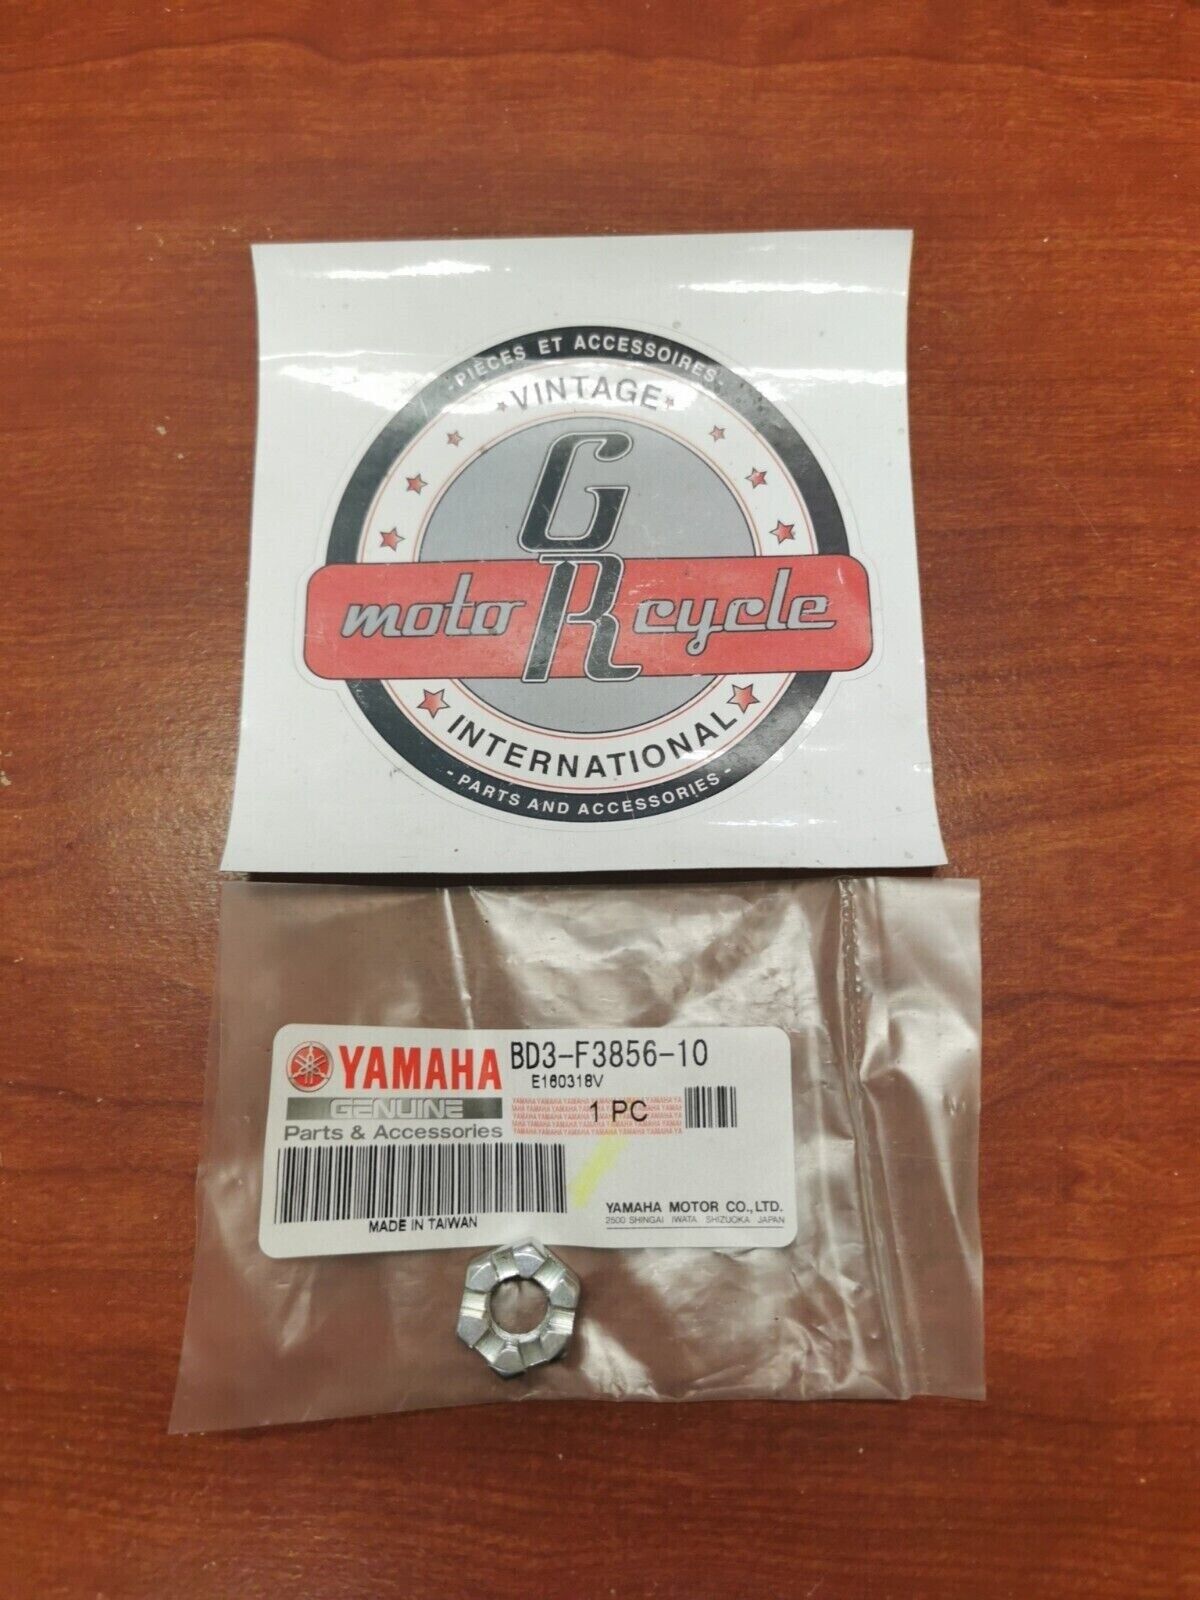 - PIÈCES ET ACCESSOIRES -
VINTAGE
GR
moto cycle
INTERNATIONAL
- PARTS AND ACCESSORIES -
YAMAHA BD3-F3856-10
E160318V
GENUINE
1 PC
Parts & Accessories
MADE IN TAIWAN
YAMAHA MOTOR CO.,LTD.
2500 SHINGAI IWATA SHIZUOKA JAPAN